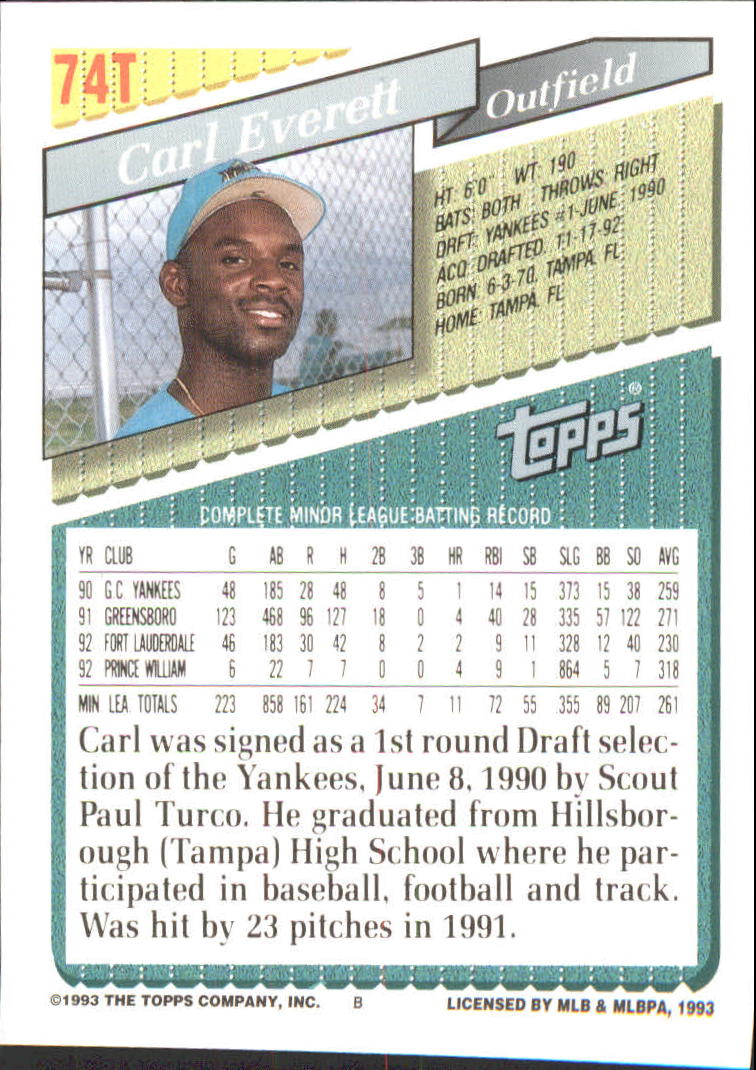 74T
Carl Everett
Outfield
HT: 6'0" WT: 190
BATS: BOTH THROWS: RIGHT
DRFT: YANKEES #1-JUNE, 1990
ACQ: DRAFTED, 11-17-92
BORN: 6-3-70, TAMPA, FL
HOME: TAMPA, FL
topps®
COMPLETE MINOR LEAGUE BATTING RECORD
YR CLUB G AB R H 2B 3B HR RBI SB SLG BB SO AVG
90 G.C. YANKEES 48 185 28 48 8 5 1 14 15 .373 15 38 .259
91 GREENSBORO 123 468 96 127 18 0 4 40 28 .335 57 122 .271
92 FORT LAUDERDALE 46 183 30 42 8 2 2 9 11 .328 12 40 .230
92 PRINCE WILLIAM 6 22 7 7 0 0 4 9 1 .864 5 7 .318
MIN. LEA. TOTALS 223 858 161 224 34 7 11 72 55 .355 89 207 .261
Carl was signed as a 1st round Draft selec-
tion of the Yankees, June 8, 1990 by Scout
Paul Turco. He graduated from Hillsbor-
ough (Tampa) High School where he par-
ticipated in baseball, football and track.
Was hit by 23 pitches in 1991.
©1993 THE TOPPS COMPANY, INC. B LICENSED BY MLB & MLBPA, 1993